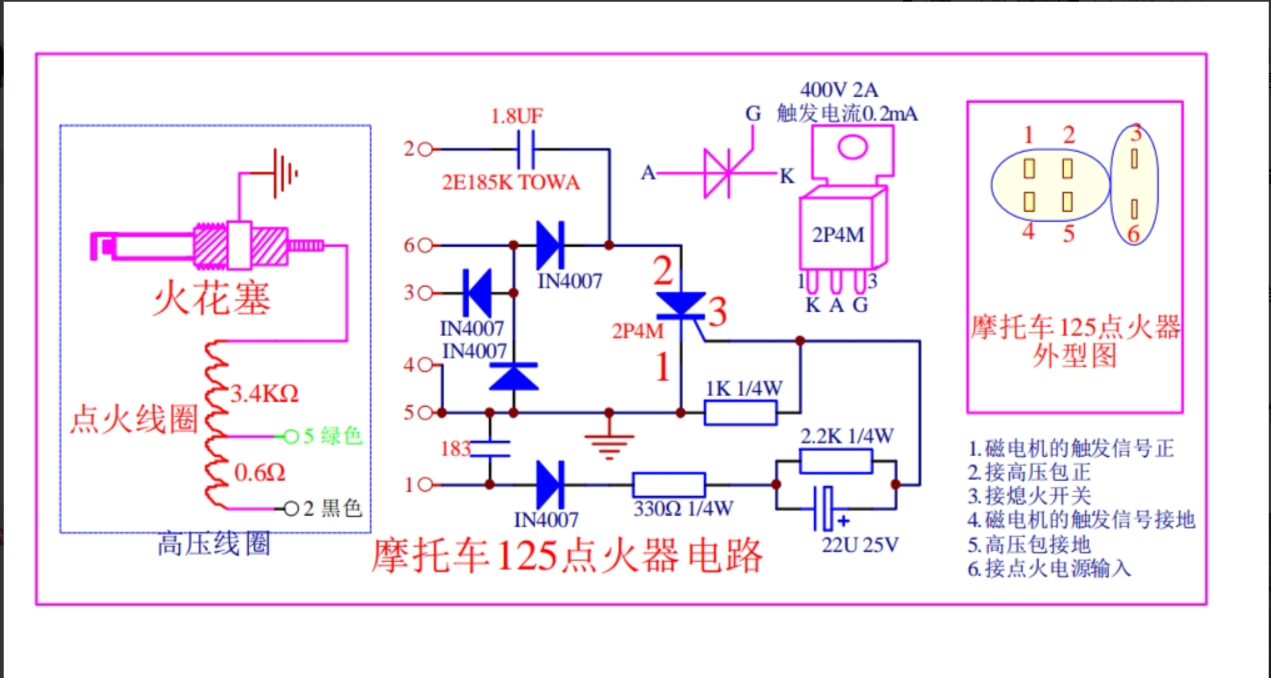 400V 2A
触发电流0.2mA
G
A
K
2P4M
1
3
K A G
1.8UF
2
2E185K TOWA
6
IN4007
3
IN4007
IN4007
4
5
183
1
IN4007
330Ω 1/4W
2
3
2P4M
1
1K 1/4W
2.2K 1/4W
22U 25V
火花塞
点火线圈
3.4KΩ
5 绿色
0.6Ω
2 黑色
高压线圈
摩托车125点火器电路
1 2 3
4 5 6
摩托车125点火器
外型图
1.磁电机的触发信号正
2.接高压包正
3.接熄火开关
4.磁电机的触发信号接地
5.高压包接地
6.接点火电源输入